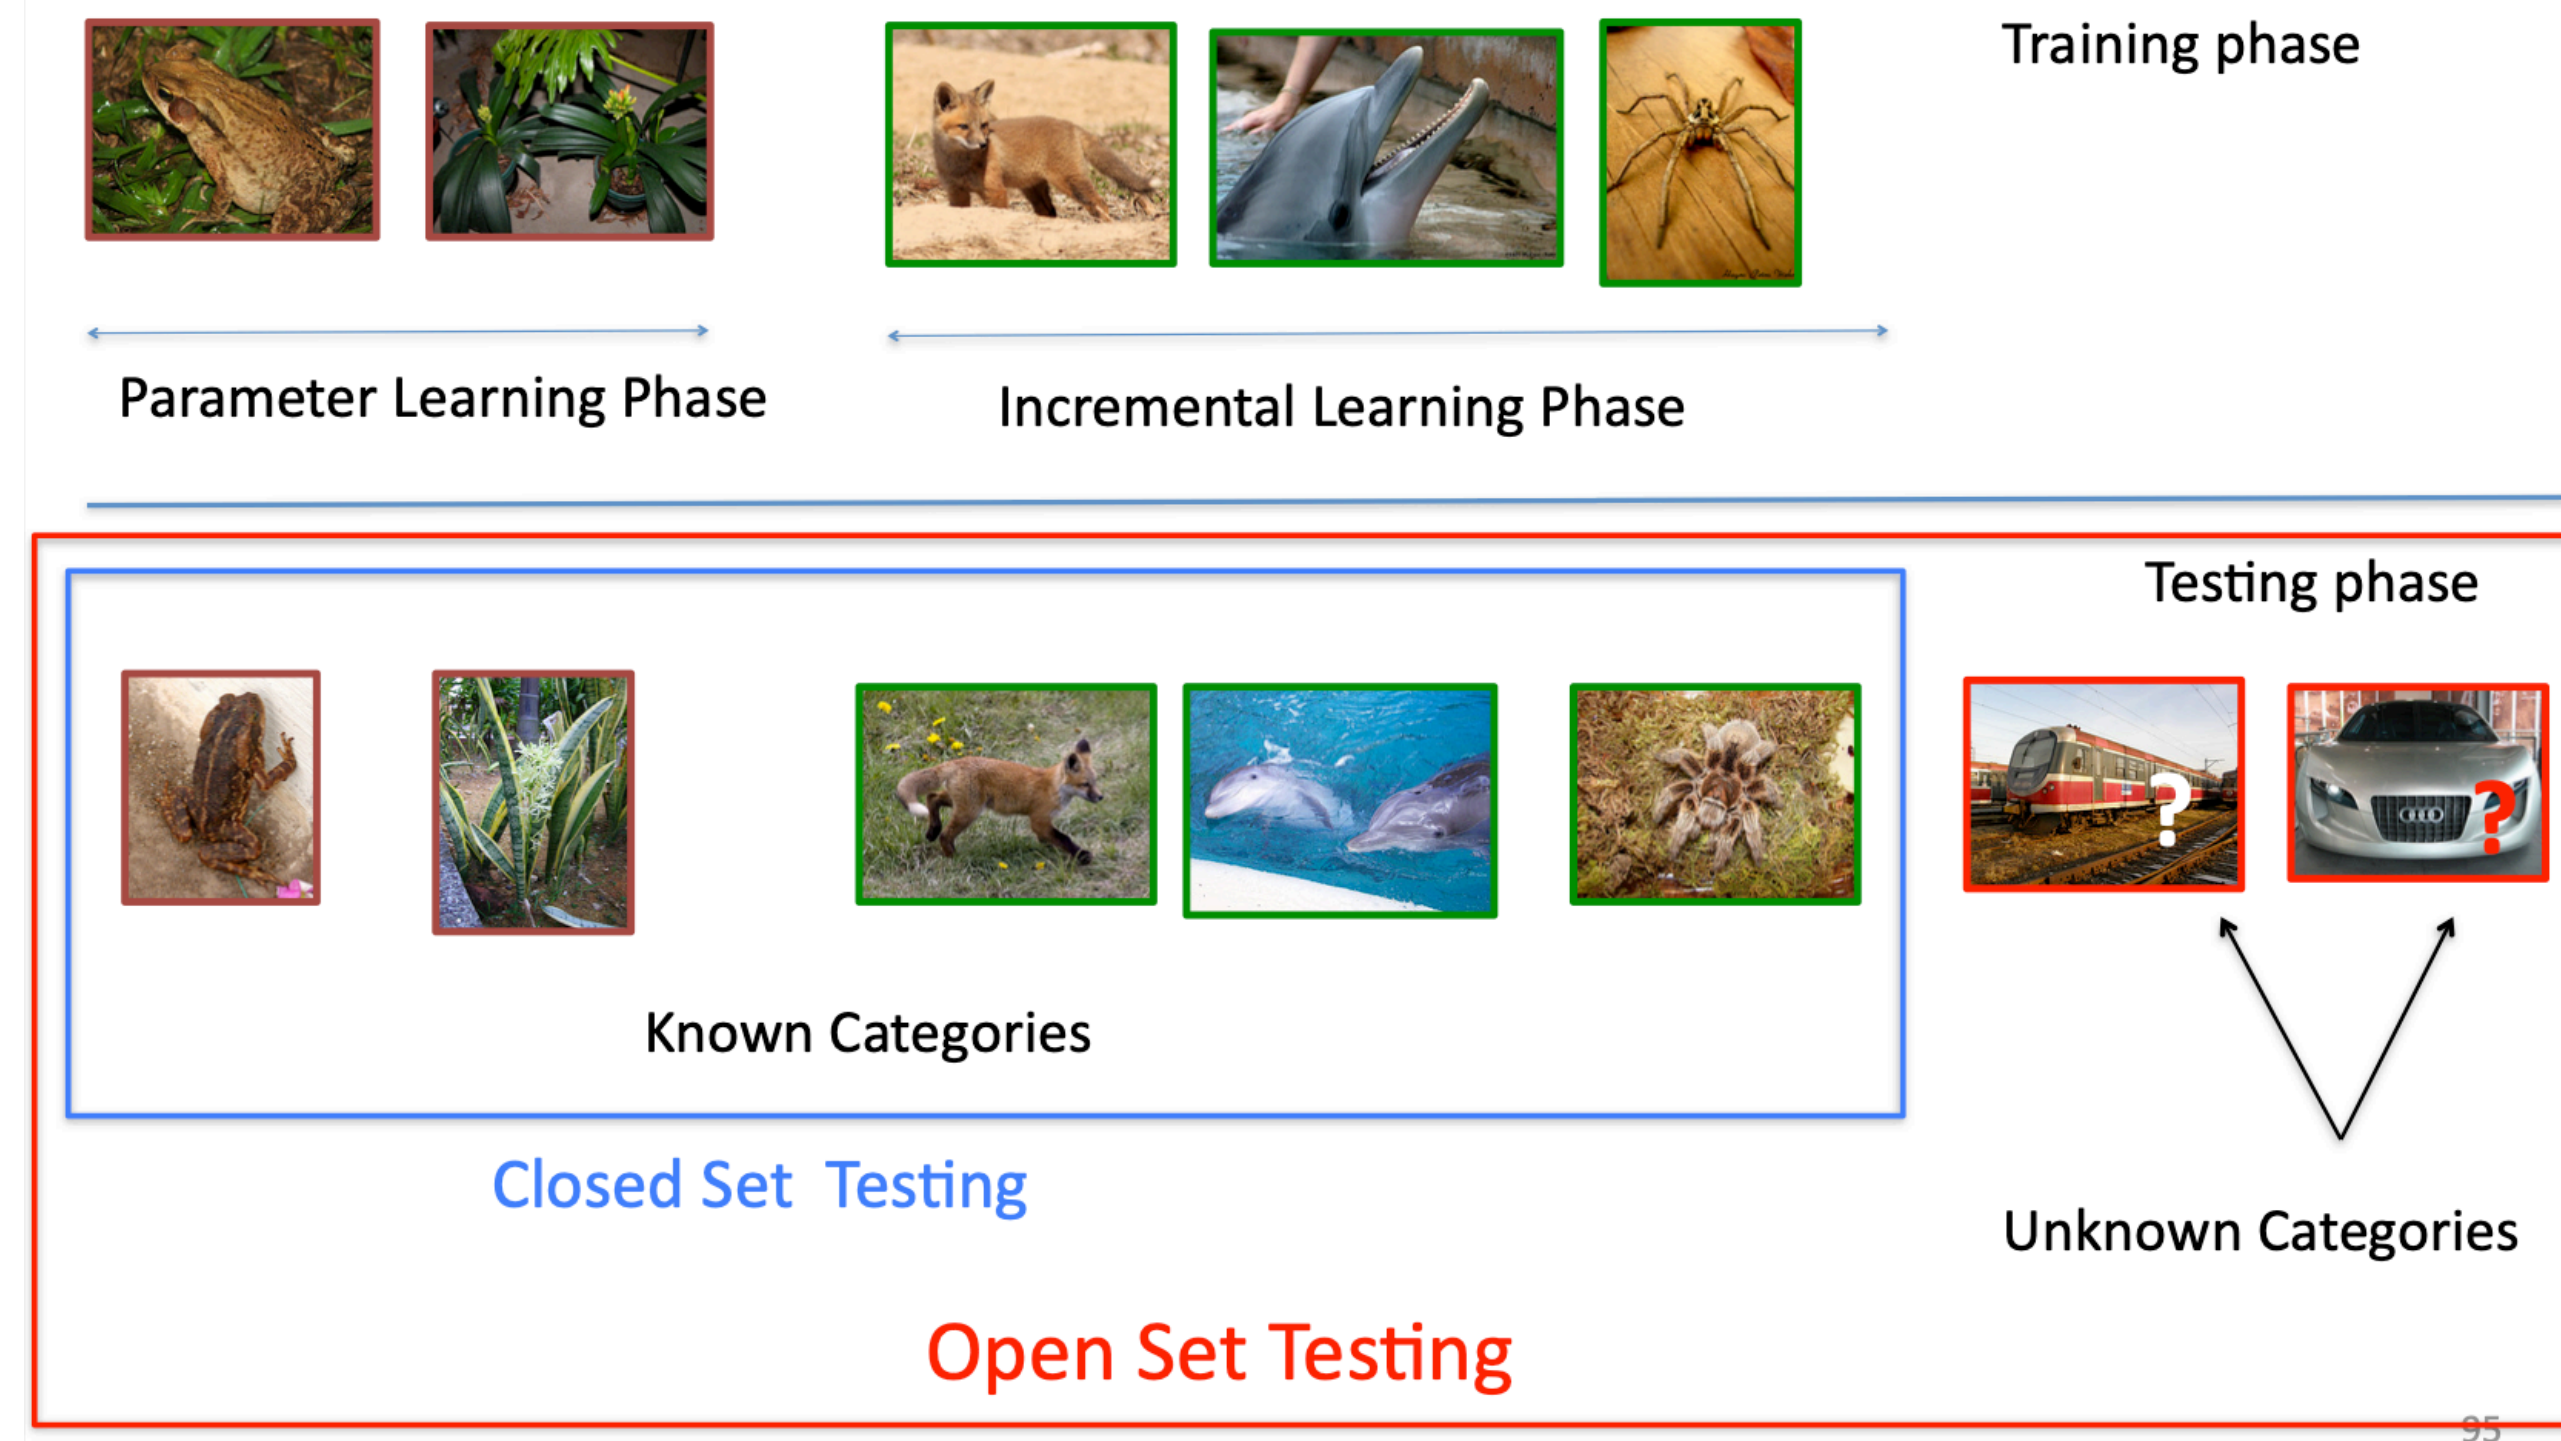 Training phase
Parameter Learning Phase
Incremental Learning Phase
Testing phase
?
?
Known Categories
Closed Set Testing
Unknown Categories
Open Set Testing
95